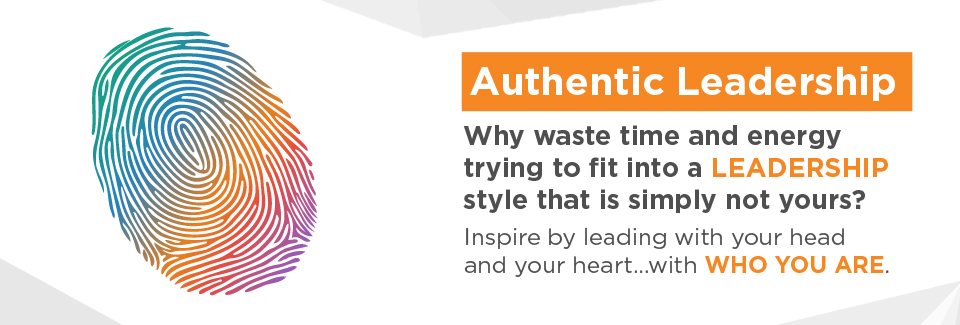 Authentic Leadership
Why waste time and energy
trying to fit into a LEADERSHIP
style that is simply not yours?
Inspire by leading with your head
and your heart...with WHO YOU ARE.